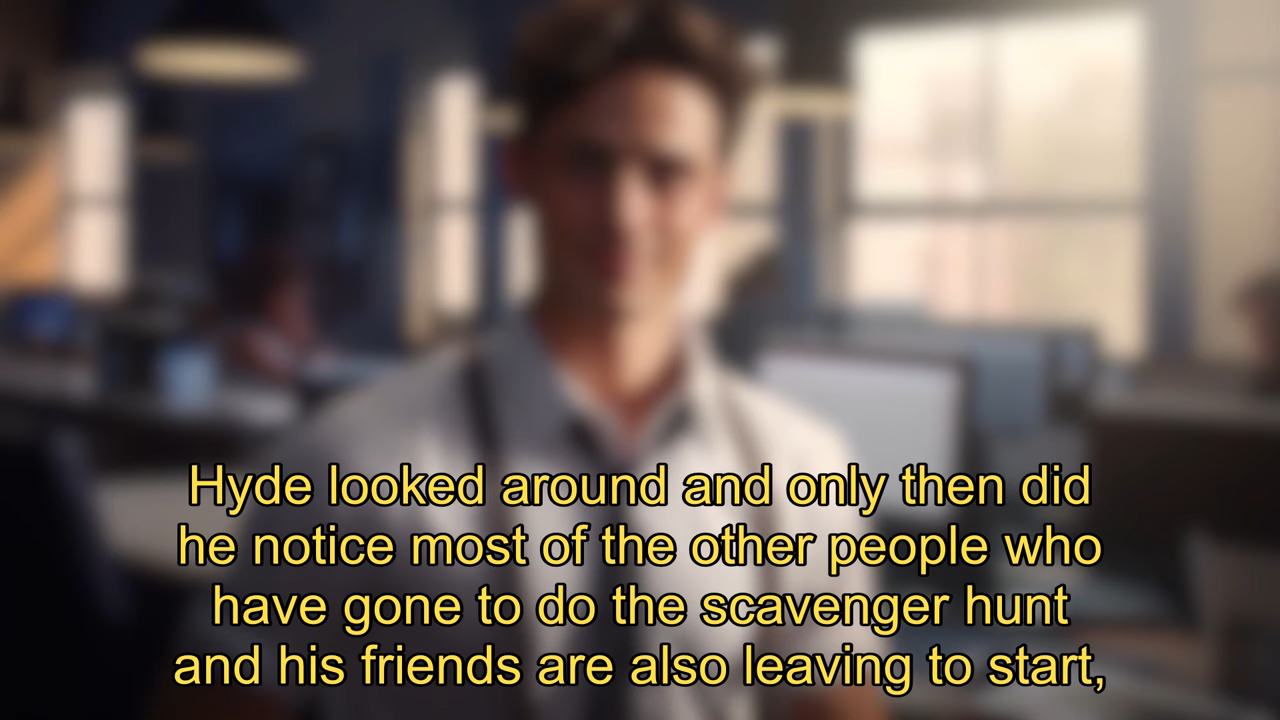 Hyde looked around and only then did
he notice most of the other people who
have gone to do the scavenger hunt
and his friends are also leaving to start,